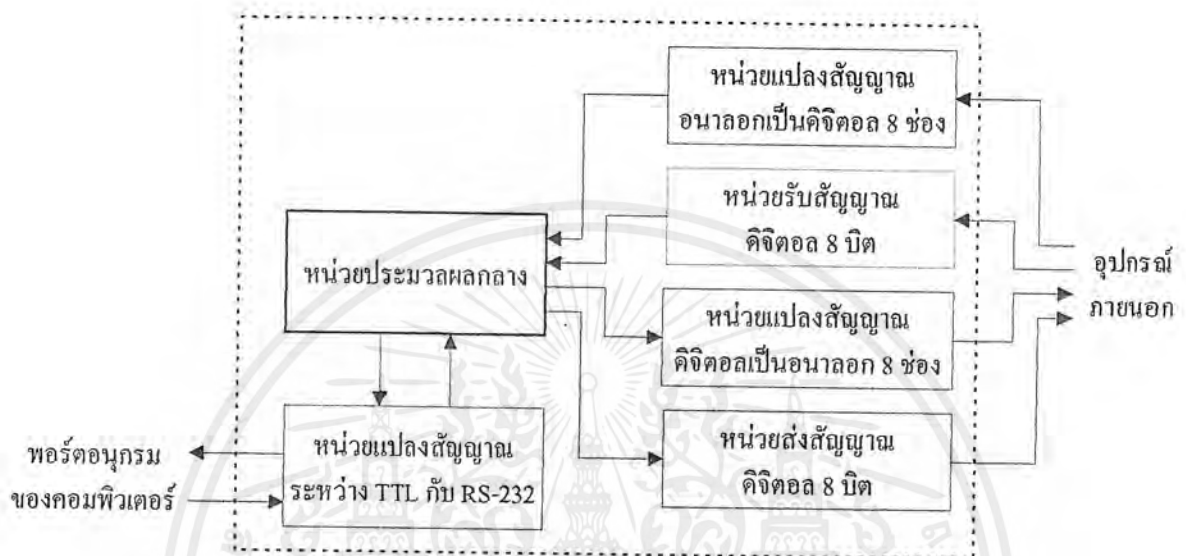 หน่วยแปลงสัญญาณ
อนาลอกเป็นดิจิตอล 8 ช่อง
หน่วยรับสัญญาณ
ดิจิตอล 8 บิต
หน่วยประมวลผลกลาง
อุปกรณ์
ภายนอก
หน่วยแปลงสัญญาณ
ดิจิตอลเป็นอนาลอก 8 ช่อง
พอร์ตอนุกรม
ของคอมพิวเตอร์
หน่วยแปลงสัญญาณ
ระหว่าง TTL กับ RS-232
หน่วยส่งสัญญาณ
ดิจิตอล 8 บิต